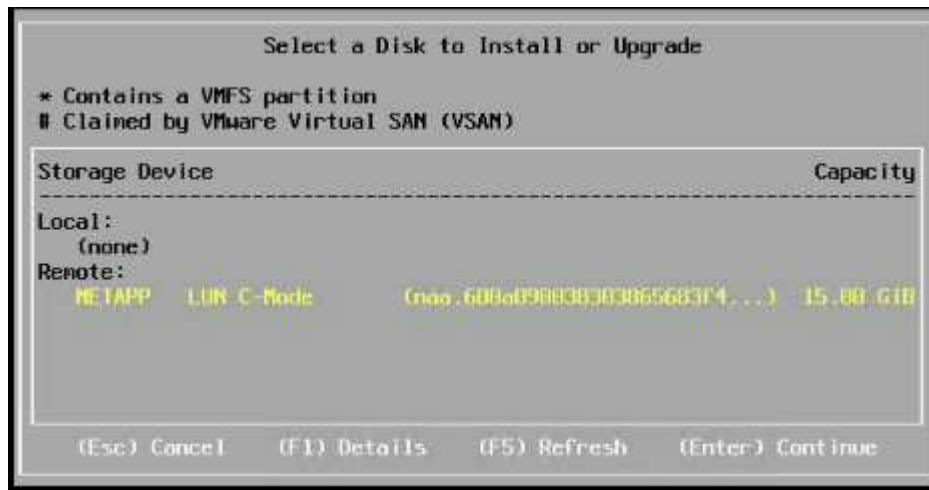 Select a Disk to Install or Upgrade
* Contains a VMFS partition
# Claimed by VMware Virtual SAN (VSAN)
Storage Device Capacity
--------------------------------------------------------------------------------
Local:
(none)
Remote:
NETAPP LUN C-Mode 15.00 GiB
(Esc) Cancel (F1) Details (F5) Refresh (Enter) Continue